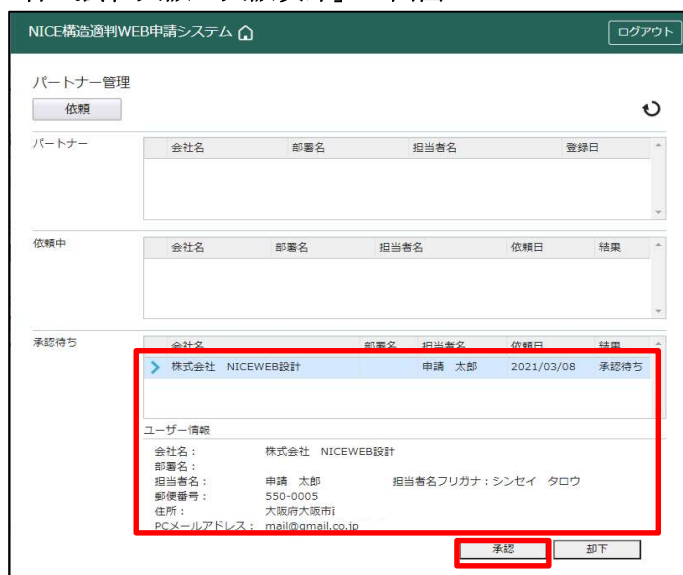 NICE構造適判WEB申請システム
ログアウト
パートナー管理
依頼
パートナー
会社名 部署名 担当者名 登録日
依頼中
会社名 部署名 担当者名 依頼日 結果
承認待ち
会社名 部署名 担当者名 依頼日 結果
株式会社 NICEWEB設計 申請 太郎 2021/03/08 承認待ち
ユーザー情報
会社名： 株式会社 NICEWEB設計
部署名：
担当者名： 申請 太郎 担当者名フリガナ：シンセイ タロウ
郵便番号： 550-0005
住所： 大阪府大阪市
PCメールアドレス： mail@gmail.co.jp
承認 却下